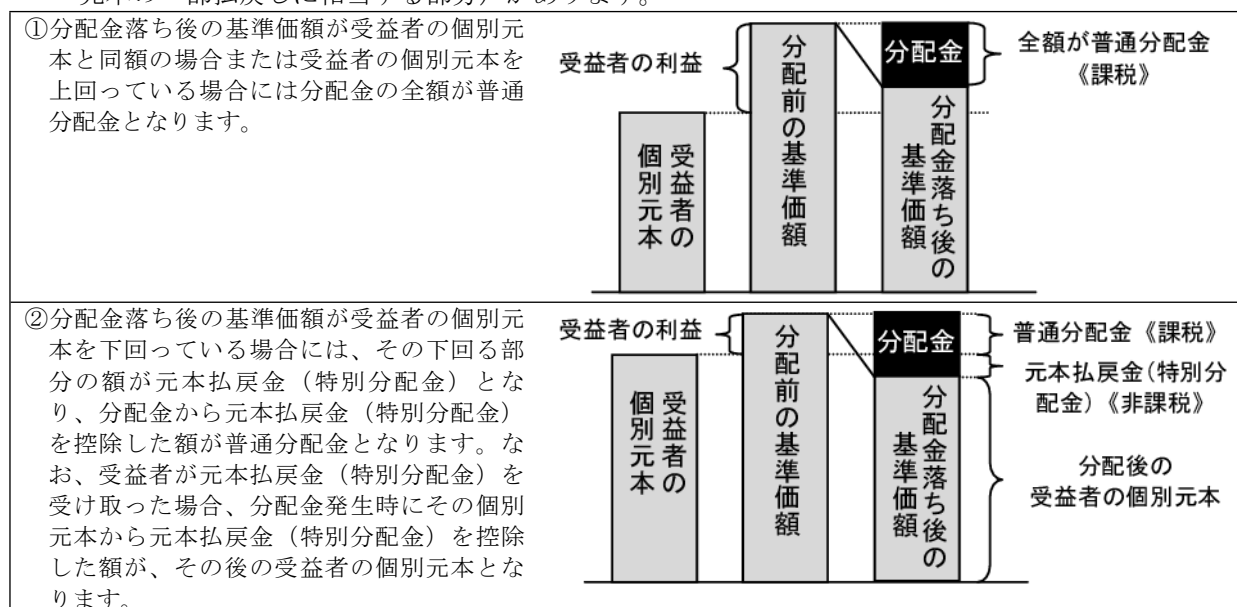 ①分配金落ち後の基準価額が受益者の個別元
本と同額の場合または受益者の個別元本を
上回っている場合には分配金の全額が普通
分配金となります。
受益者の利益
受益者の
個別元本
分配前の基準価額
分配金
分配金落ち後の
基準価額
全額が普通分配金
《課税》
②分配金落ち後の基準価額が受益者の個別元
本を下回っている場合には、その下回る部
分の額が元本払戻金（特別分配金）とな
り、分配金から元本払戻金（特別分配金）
を控除した額が普通分配金となります。な
お、受益者が元本払戻金（特別分配金）を
受け取った場合、分配金発生時にその個別
元本から元本払戻金（特別分配金）を控除
した額が、その後の受益者の個別元本とな
ります。
受益者の利益
受益者の
個別元本
分配前の基準価額
分配金
分配金落ち後の
基準価額
普通分配金《課税》
元本払戻金(特別分
配金)《非課税》
分配後の
受益者の個別元本